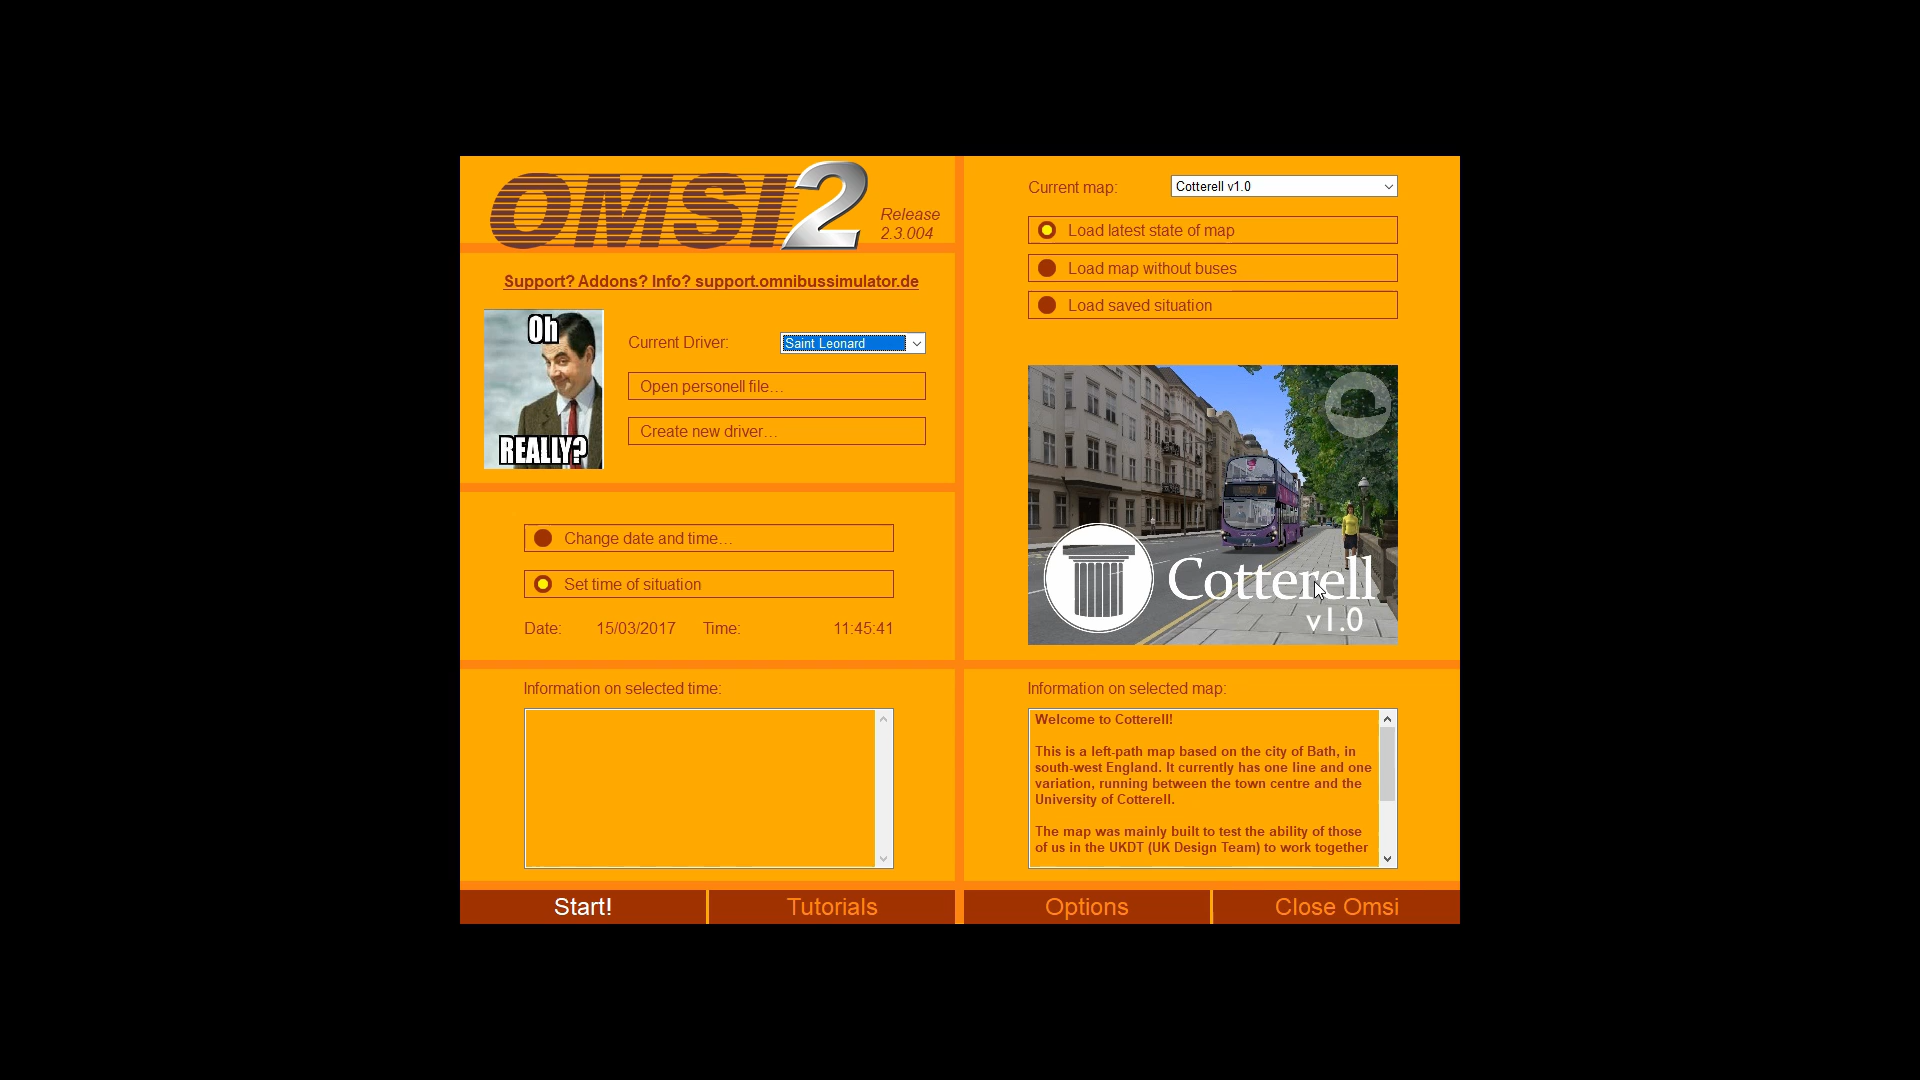 OMSI 2
Release
2.3.004
Support? Addons? Info? support.omnibussimulator.de
Oh
REALLY?
Current Driver:
Saint Leonard
Open personell file...
Create new driver...
Change date and time...
Set time of situation
Date:
15/03/2017
Time:
11:45:41
Information on selected time:
Current map:
Cotterell v1.0
Load latest state of map
Load map without buses
Load saved situation
Cotterell
v1.0
Information on selected map:
Welcome to Cotterell!
This is a left-path map based on the city of Bath, in
south-west England. It currently has one line and one
variation, running between the town centre and the
University of Cotterell.
The map was mainly built to test the ability of those
of us in the UKDT (UK Design Team) to work together
Start!
Tutorials
Options
Close Omsi